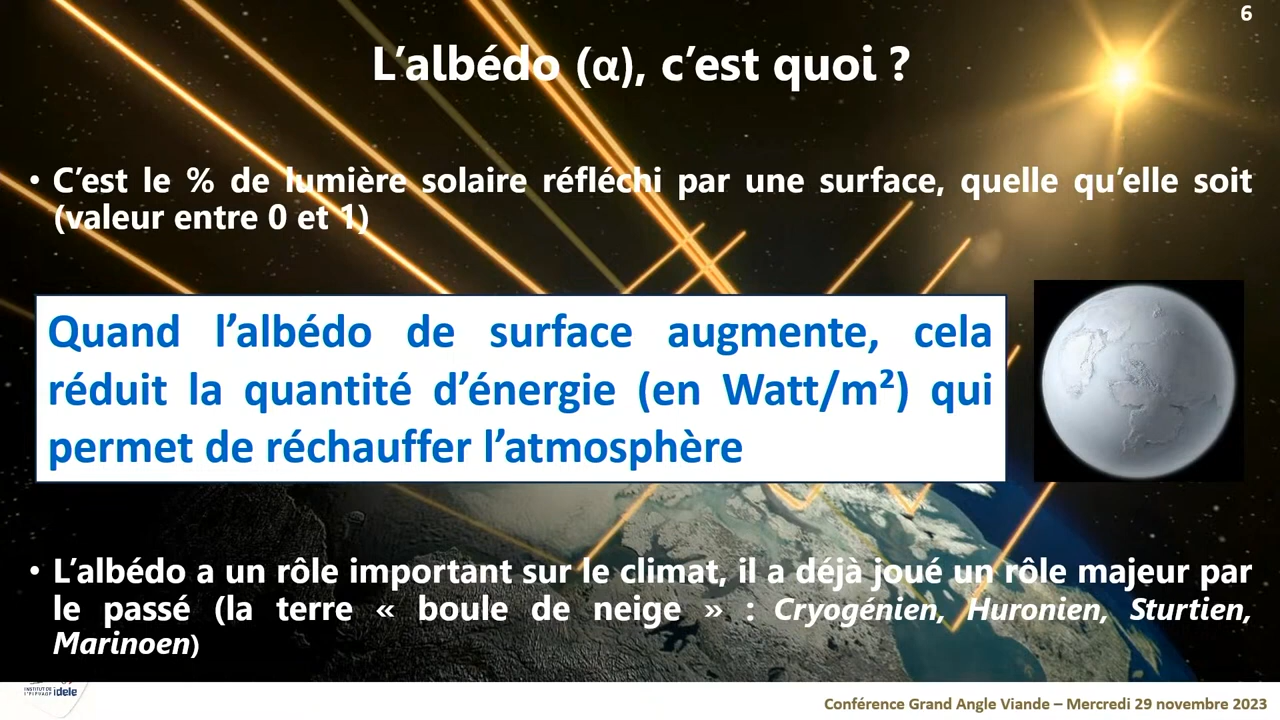 6
L’albédo (α), c’est quoi ?
• C’est le % de lumière solaire réfléchi par une surface, quelle qu’elle soit
(valeur entre 0 et 1)
Quand l’albédo de surface augmente, cela
réduit la quantité d’énergie (en Watt/m²) qui
permet de réchauffer l’atmosphère
• L’albédo a un rôle important sur le climat, il a déjà joué un rôle majeur par
le passé (la terre « boule de neige » : Cryogénien, Huronien, Sturtien,
Marinoen)
INSTITUT DE
L'ÉLEVAGE idele
Conférence Grand Angle Viande – Mercredi 29 novembre 2023